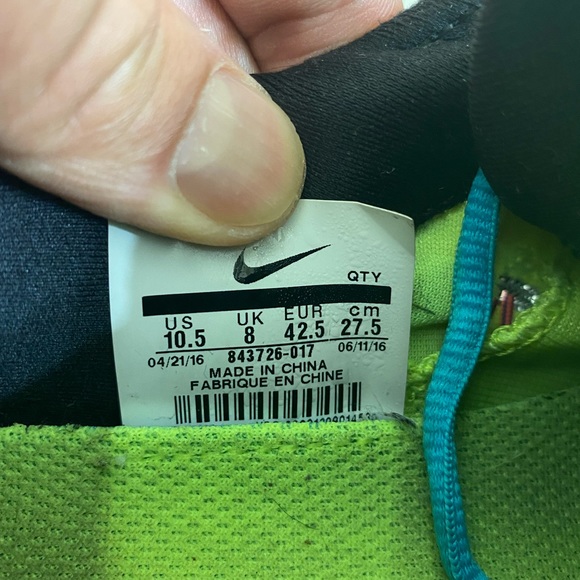 QTY
US UK EUR cm
10.5 8 42.5 27.5
04/21/16 843726-017 06/11/16
MADE IN CHINA
FABRIQUE EN CHINE